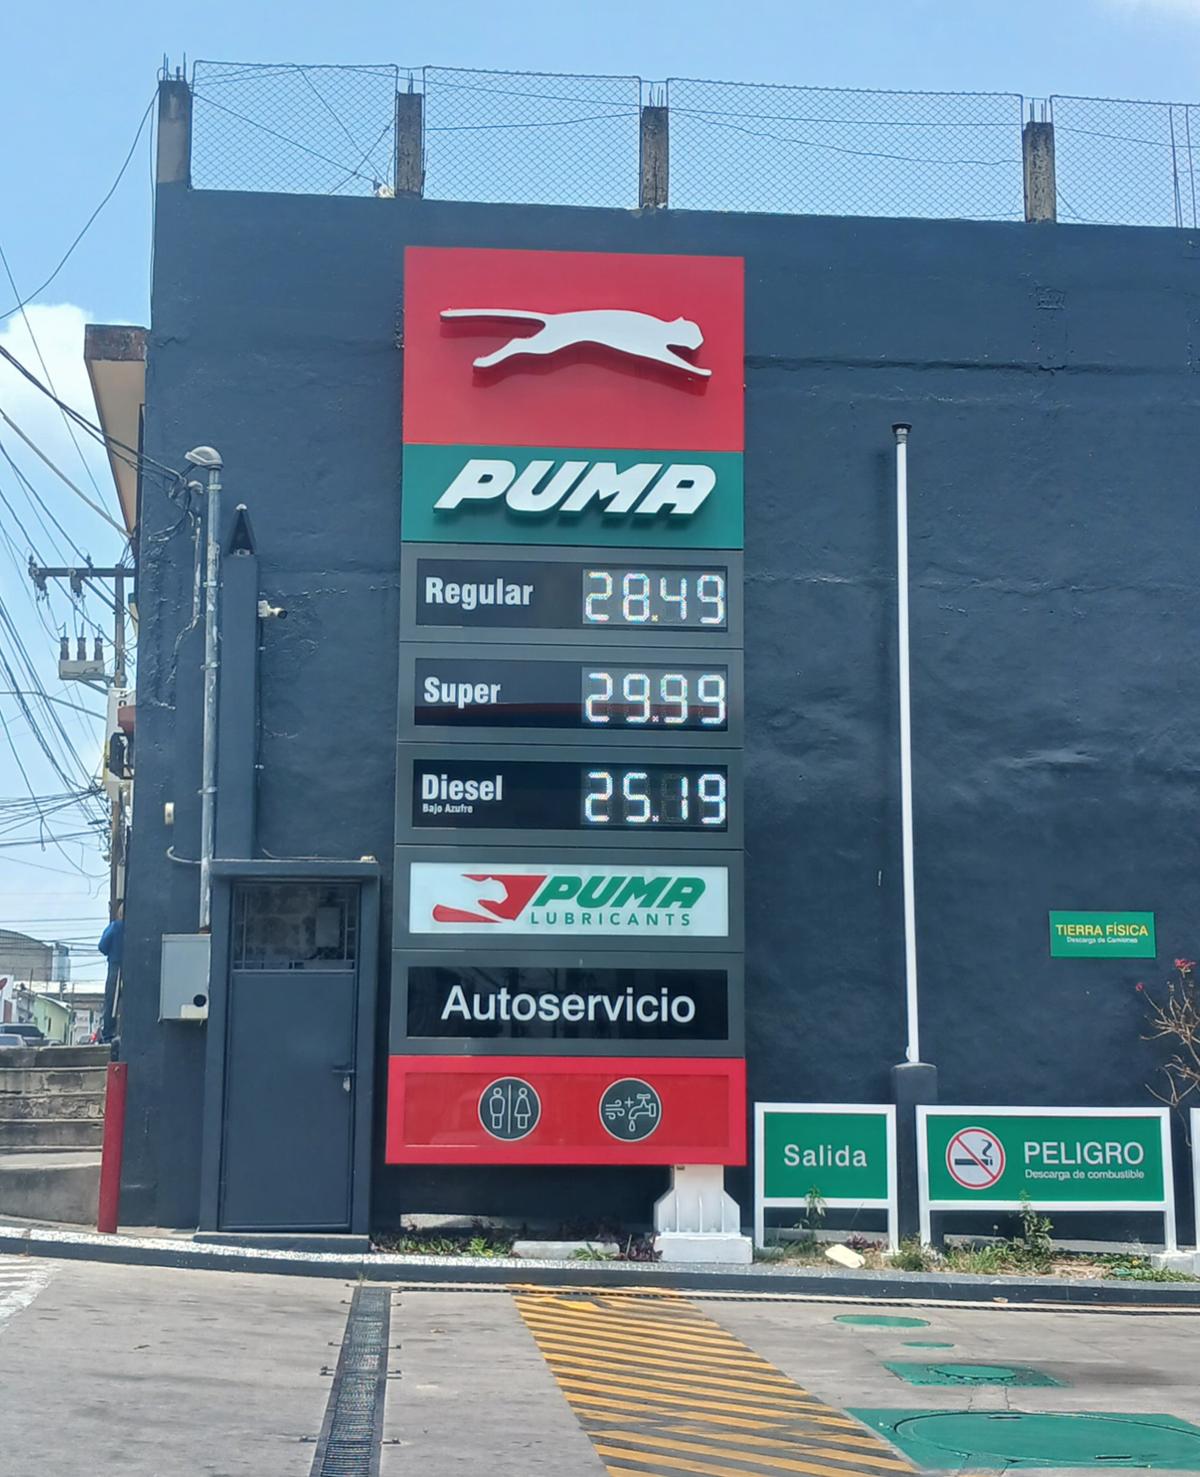 PUMA
Regular 28.49
Super 29.99
Diesel 25.19
Bajo Azufre
PUMA
LUBRICANTS
Autoservicio
TIERRA FÍSICA
Descarga de Camiones
Salida
PELIGRO
Descarga de combustible